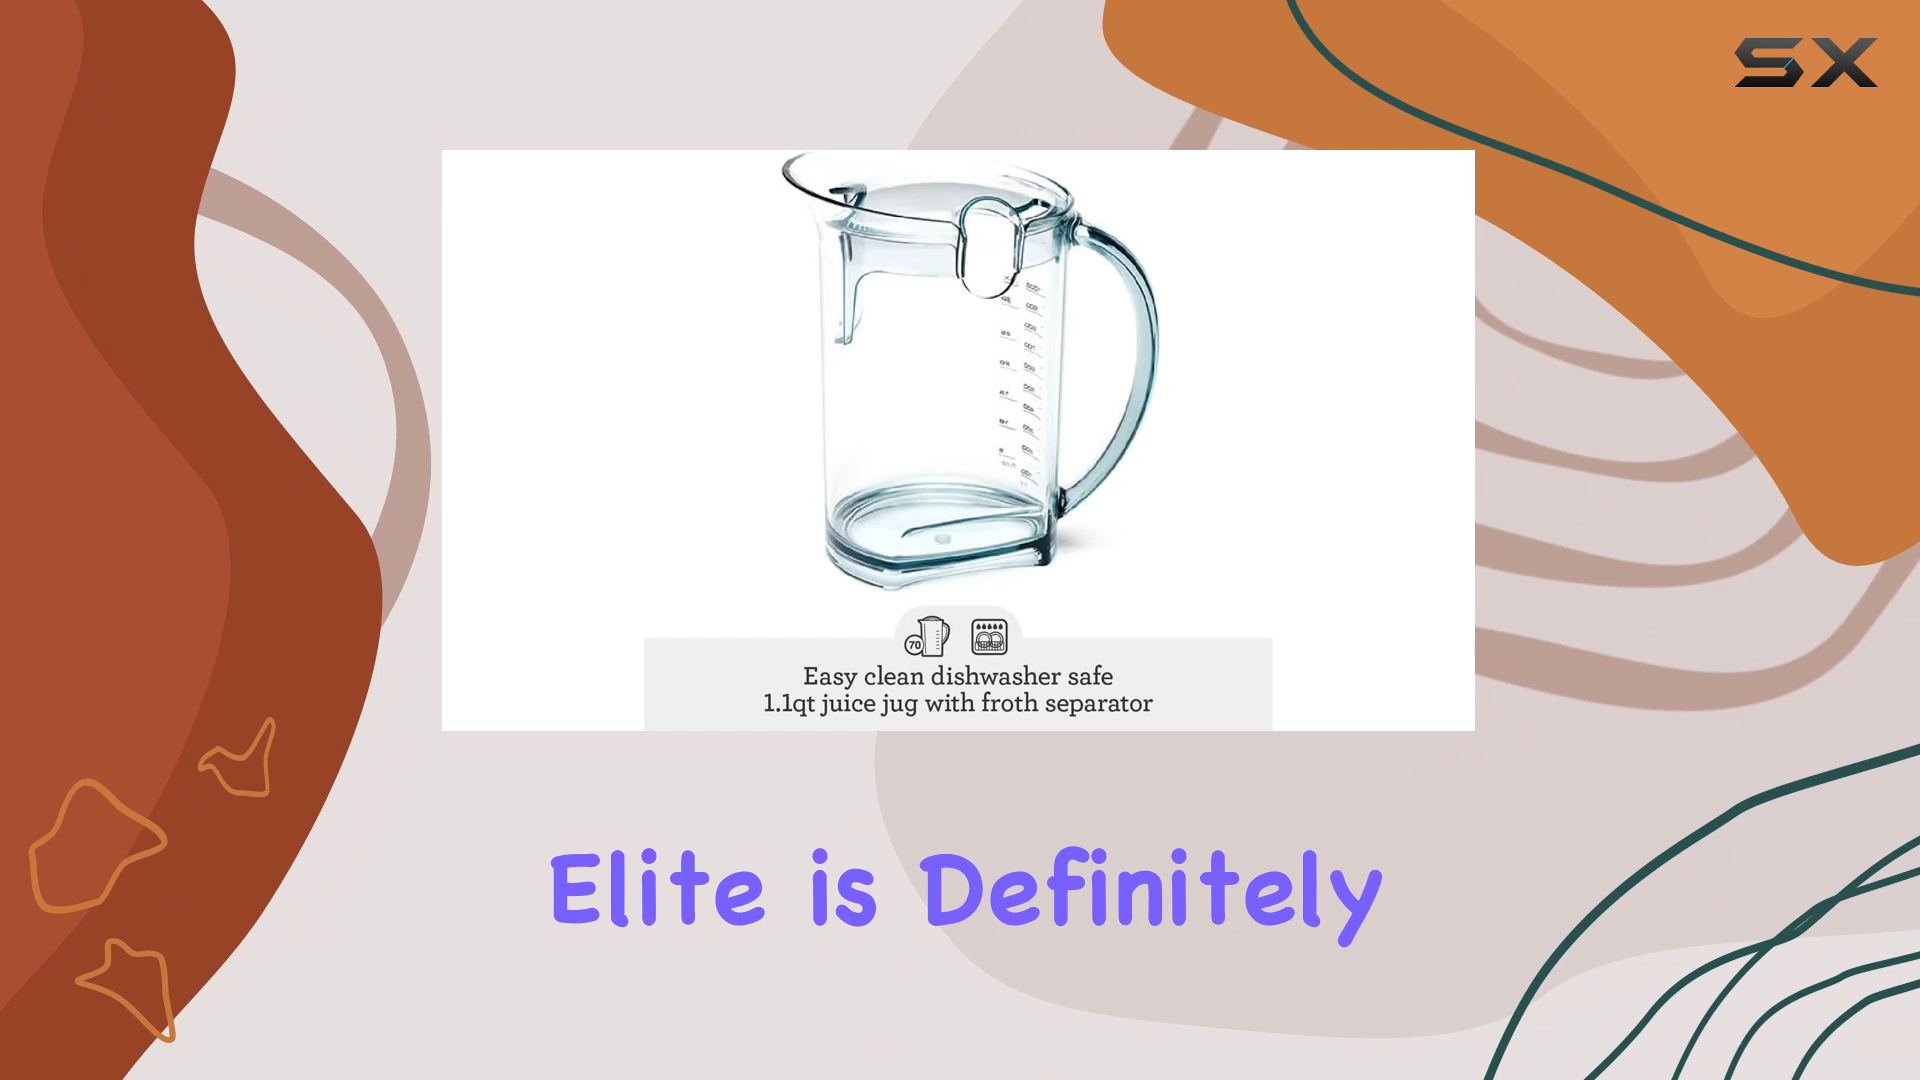 SX
70
Easy clean dishwasher safe
1.1qt juice jug with froth separator
Elite is Definitely